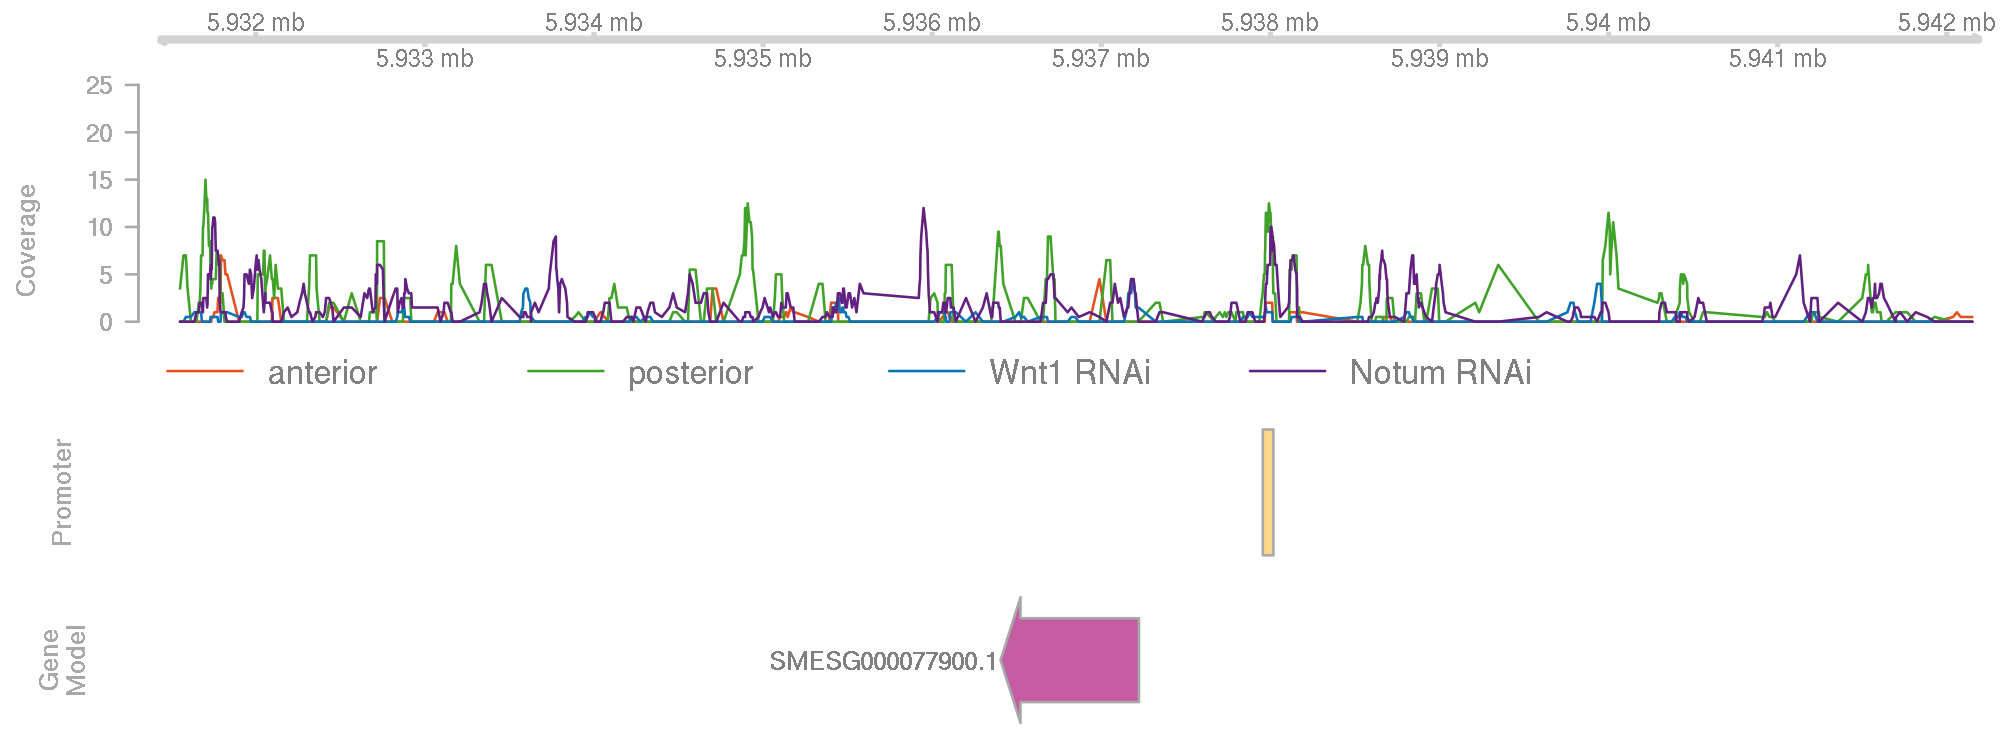 5.932 mb 5.934 mb 5.936 mb 5.938 mb 5.94 mb 5.942 mb
5.933 mb 5.935 mb 5.937 mb 5.939 mb 5.941 mb
25
20
15
10
5
0
Coverage
anterior posterior Wnt1 RNAi Notum RNAi
Promoter
Gene
Model
SMESG000077900.1